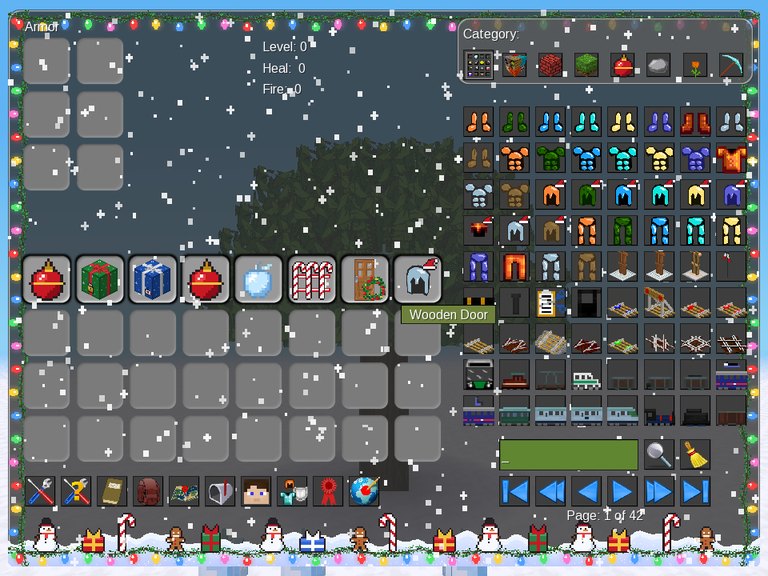 Armor
Level: 0
Heal: 0
Fire: 0
Category:
Wooden Door
Page: 1 of 42